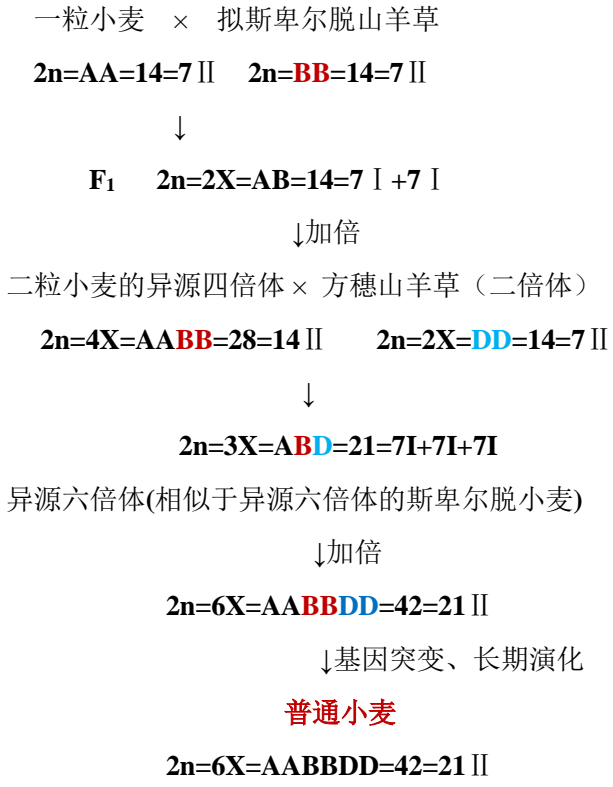 一粒小麦 × 拟斯卑尔脱山羊草
2n=AA=14=7Ⅱ 2n=BB=14=7Ⅱ
↓
F₁ 2n=2X=AB=14=7Ⅰ+7Ⅰ
↓加倍
二粒小麦的异源四倍体 × 方穗山羊草（二倍体）
2n=4X=AABB=28=14Ⅱ 2n=2X=DD=14=7Ⅱ
↓
2n=3X=ABD=21=7I+7I+7I
异源六倍体(相似于异源六倍体的斯卑尔脱小麦)
↓加倍
2n=6X=AABBDD=42=21Ⅱ
↓基因突变、长期演化
普通小麦
2n=6X=AABBDD=42=21Ⅱ